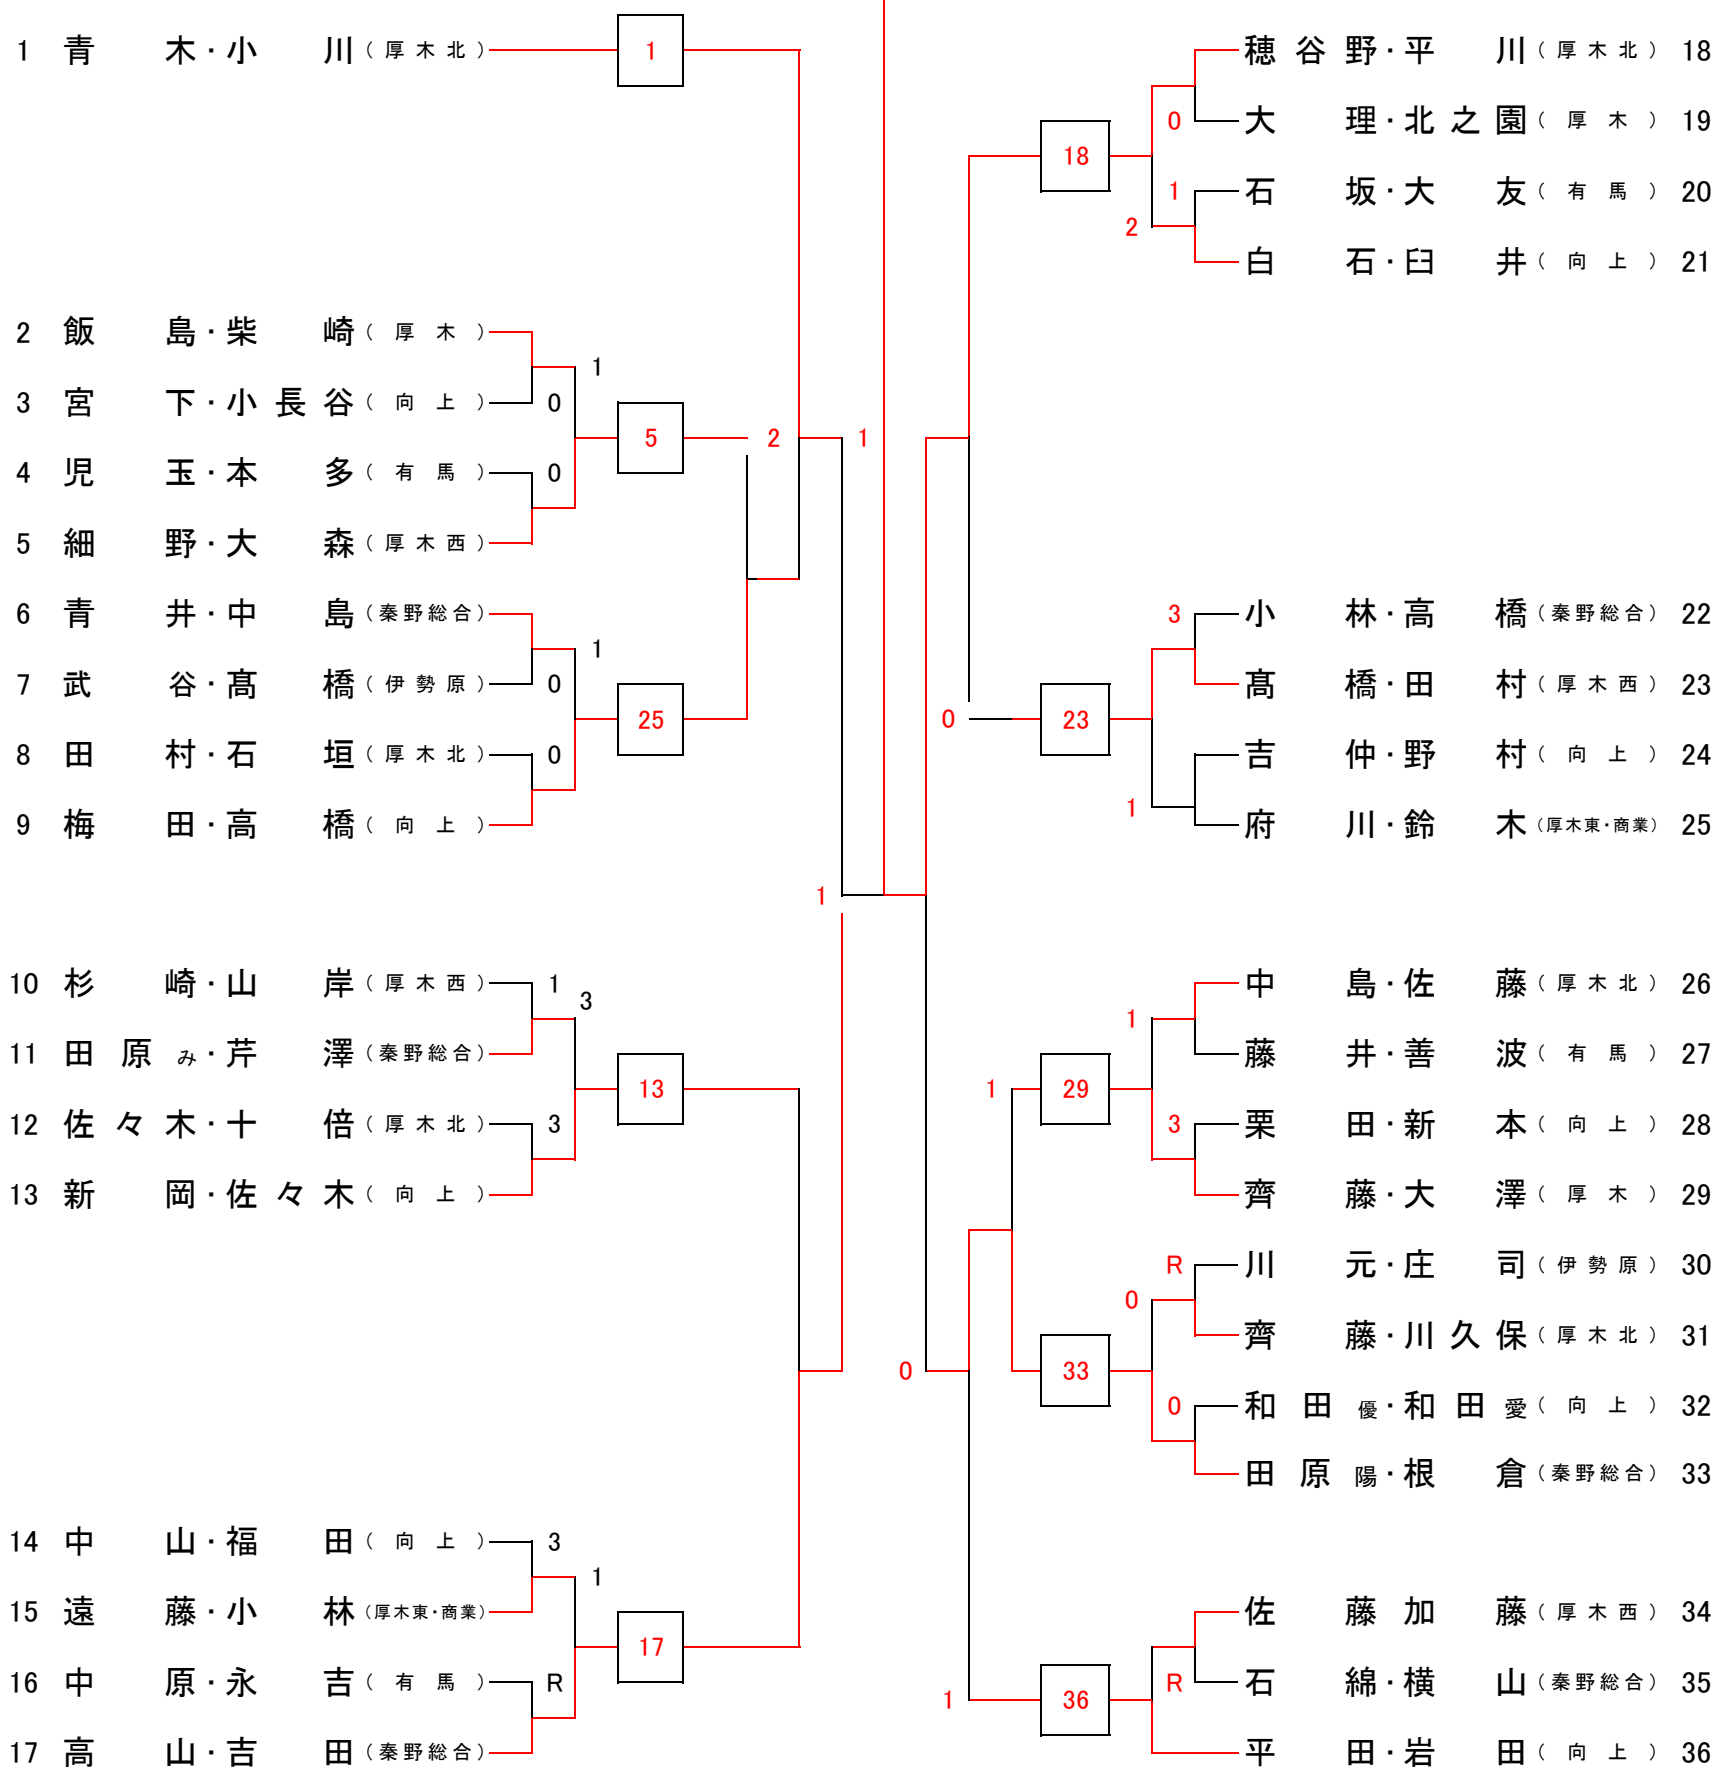 1 青木・小川（厚木北）
1
2 飯島・柴崎（厚木）
1
3 宮下・小長谷（向上）
0
5
2
1
4 児玉・本多（有馬）
0
5 細野・大森（厚木西）
6 青井・中島（秦野総合）
1
7 武谷・髙橋（伊勢原）
0
25
8 田村・石垣（厚木北）
0
9 梅田・高橋（向上）
1
10 杉崎・山岸（厚木西）
1
3
11 田原み・芹澤（秦野総合）
13
12 佐々木・十倍（厚木北）
3
13 新岡・佐々木（向上）
14 中山・福田（向上）
3
1
15 遠藤・小林（厚木東・商業）
17
16 中原・永吉（有馬）
R
17 高山・吉田（秦野総合）
穂谷野・平川（厚木北） 18
0
大理・北之園（厚木） 19
18
1
石坂・大友（有馬） 20
2
白石・臼井（向上） 21
3
小林・高橋（秦野総合） 22
髙橋・田村（厚木西） 23
0
23
吉仲・野村（向上） 24
1
府川・鈴木（厚木東・商業） 25
中島・佐藤（厚木北） 26
1
藤井・善波（有馬） 27
1
29
3
栗田・新本（向上） 28
齊藤・大澤（厚木） 29
R
川元・庄司（伊勢原） 30
0
齊藤・川久保（厚木北） 31
0
33
0
和田優・和田愛（向上） 32
田原陽・根倉（秦野総合） 33
佐藤加藤（厚木西） 34
R
石綿・横山（秦野総合） 35
1
36
平田・岩田（向上） 36